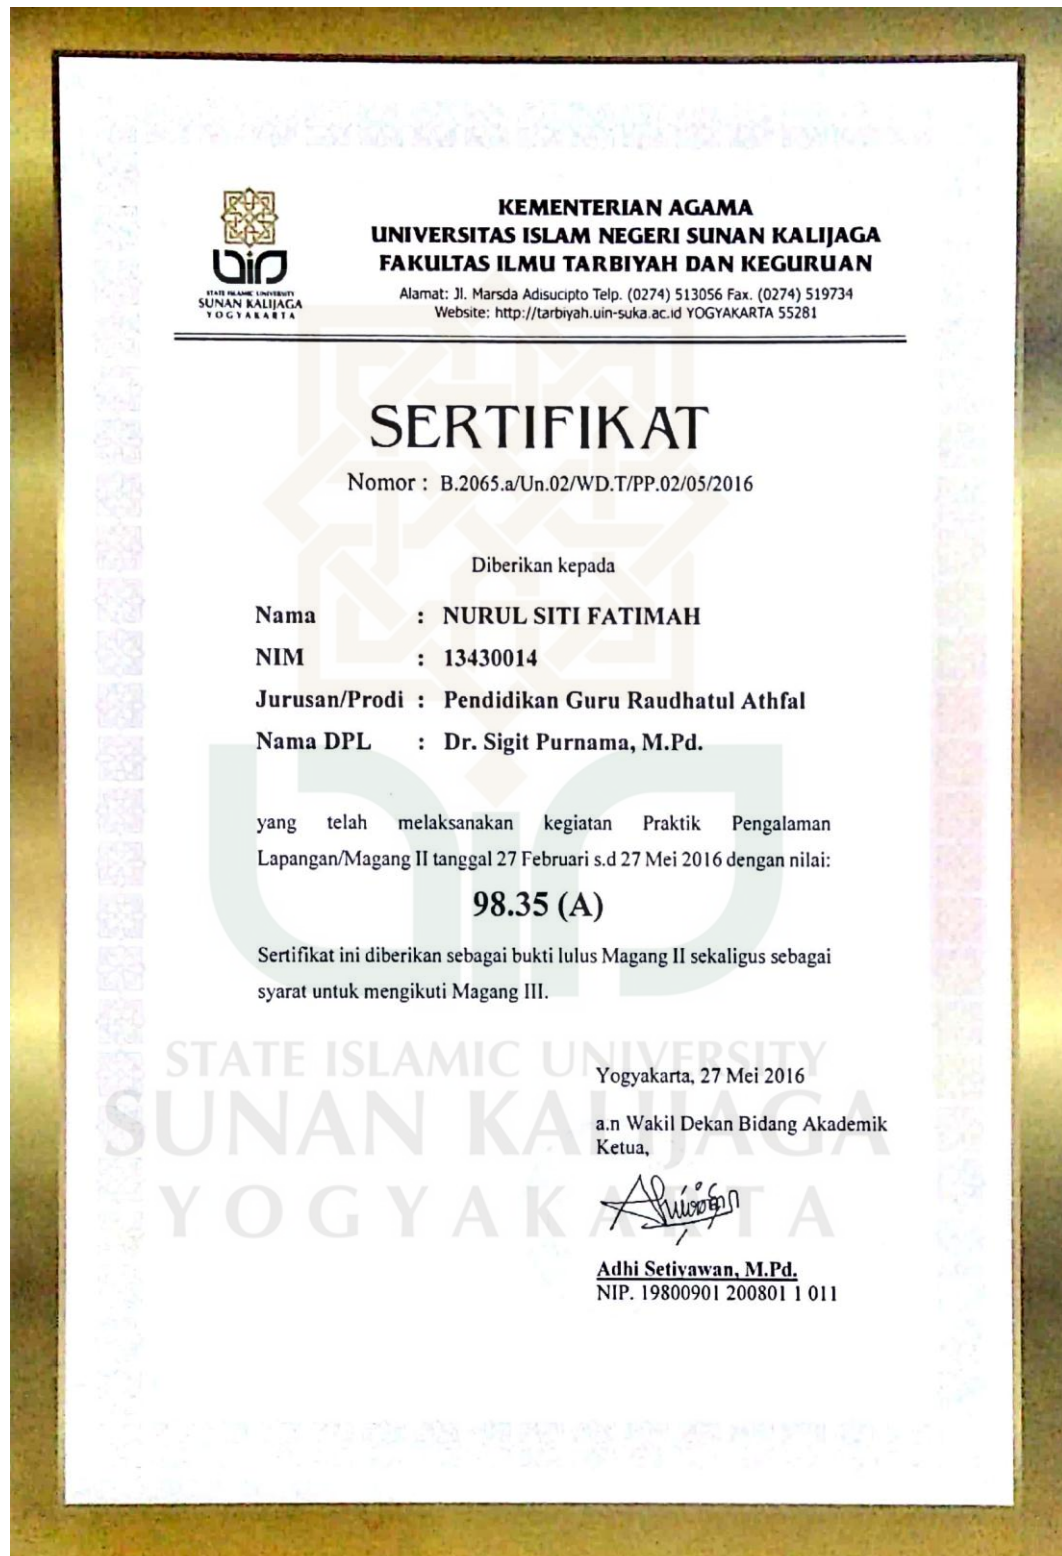 KEMENTERIAN AGAMA
UNIVERSITAS ISLAM NEGERI SUNAN KALIJAGA
FAKULTAS ILMU TARBIYAH DAN KEGURUAN
Alamat: Jl. Marsda Adisucipto Telp. (0274) 513056 Fax. (0274) 519734
Website: http://tarbiyah.uin-suka.ac.id YOGYAKARTA 55281
uin
STATE ISLAMIC UNIVERSITY
SUNAN KALIJAGA
YOGYAKARTA
SERTIFIKAT
Nomor : B.2065.a/Un.02/WD.T/PP.02/05/2016
Diberikan kepada
Nama : NURUL SITI FATIMAH
NIM : 13430014
Jurusan/Prodi : Pendidikan Guru Raudhatul Athfal
Nama DPL : Dr. Sigit Purnama, M.Pd.
yang telah melaksanakan kegiatan Praktik Pengalaman
Lapangan/Magang II tanggal 27 Februari s.d 27 Mei 2016 dengan nilai:
98.35 (A)
Sertifikat ini diberikan sebagai bukti lulus Magang II sekaligus sebagai
syarat untuk mengikuti Magang III.
STATE ISLAMIC UNIVERSITY
SUNAN KALIJAGA
YOGYAKARTA
Yogyakarta, 27 Mei 2016
a.n Wakil Dekan Bidang Akademik
Ketua,
Adhi Setiyawan, M.Pd.
NIP. 19800901 200801 1 011